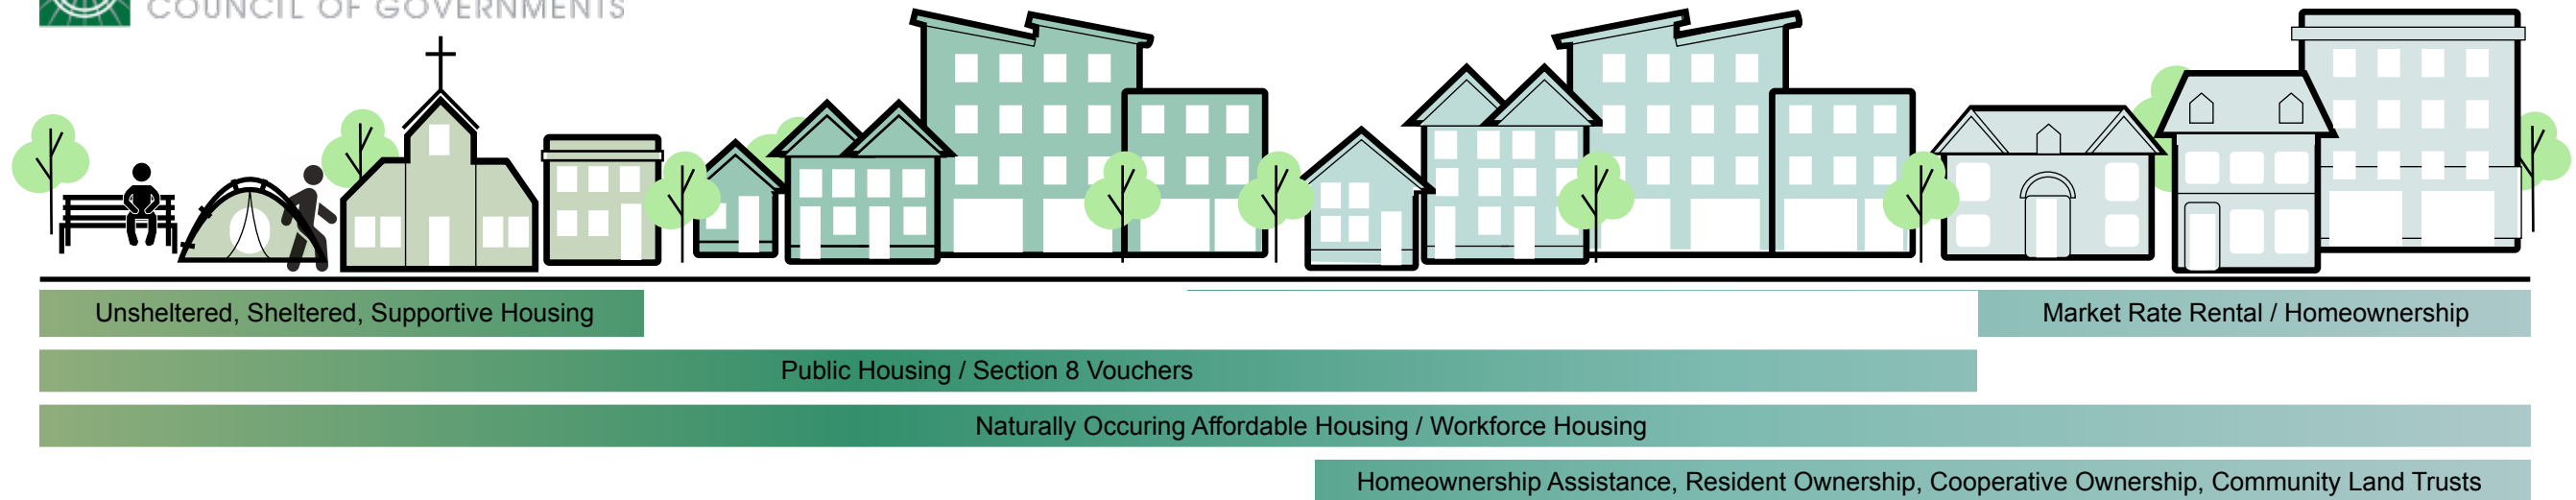 COUNCIL OF GOVERNMENTS
Unsheltered, Sheltered, Supportive Housing
Market Rate Rental / Homeownership
Public Housing / Section 8 Vouchers
Naturally Occuring Affordable Housing / Workforce Housing
Homeownership Assistance, Resident Ownership, Cooperative Ownership, Community Land Trusts